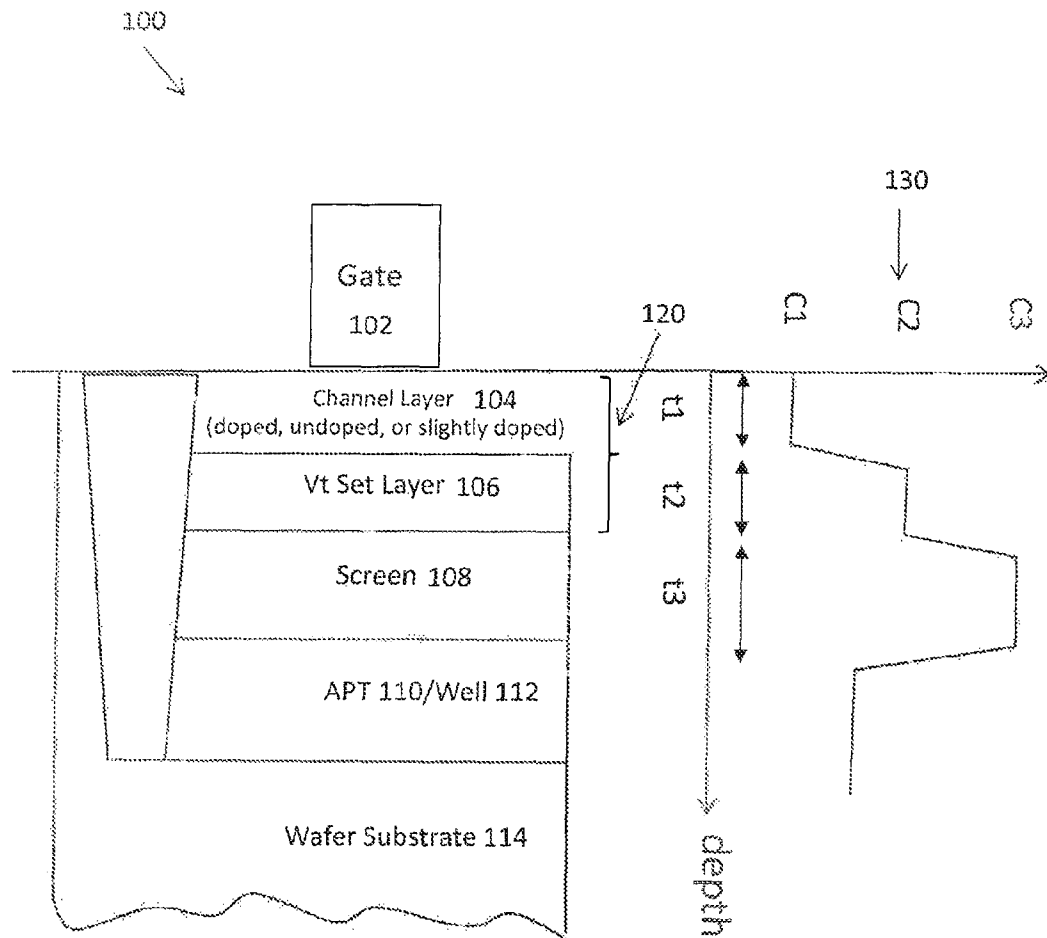 100
130
Gate
102
120
C1
C2
C3
Channel Layer 104
(doped, undoped, or slightly doped)
t1
Vt Set Layer 106
t2
Screen 108
t3
APT 110/Well 112
Wafer Substrate 114
depth